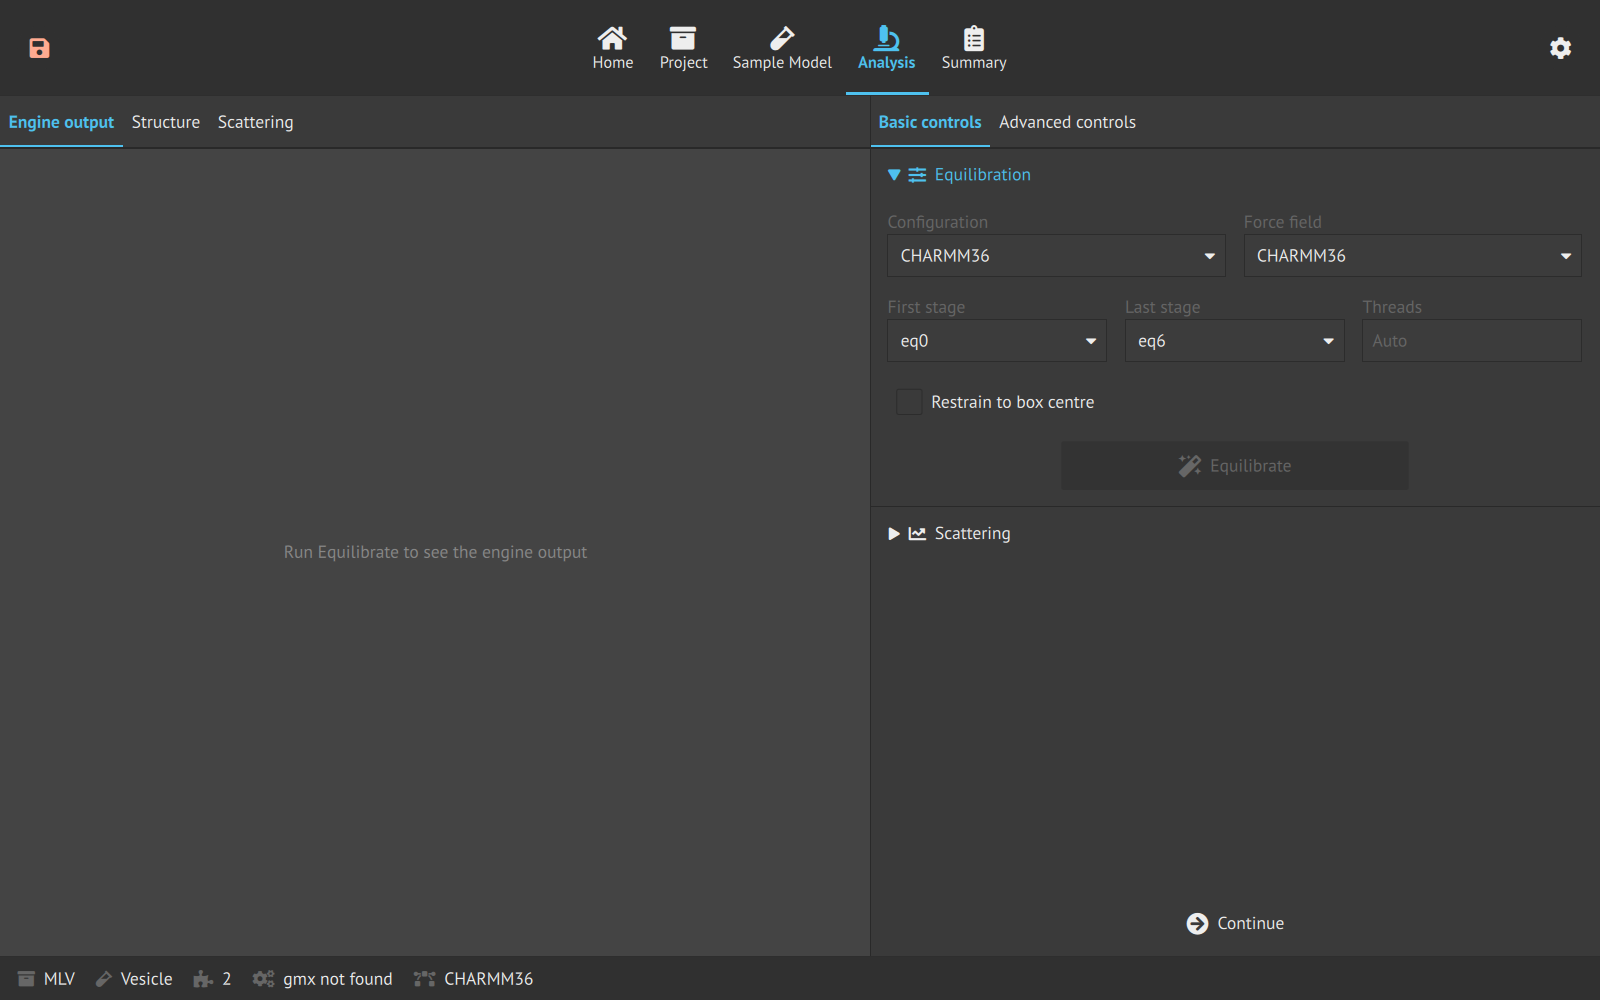 Home
Project
Sample Model
Analysis
Summary
Engine output
Structure
Scattering
Basic controls
Advanced controls
Equilibration
Configuration
Force field
CHARMM36
CHARMM36
First stage
Last stage
Threads
eq0
eq6
Auto
Restrain to box centre
Equilibrate
Run Equilibrate to see the engine output
Scattering
Continue
MLV
Vesicle
2
gmx not found
CHARMM36